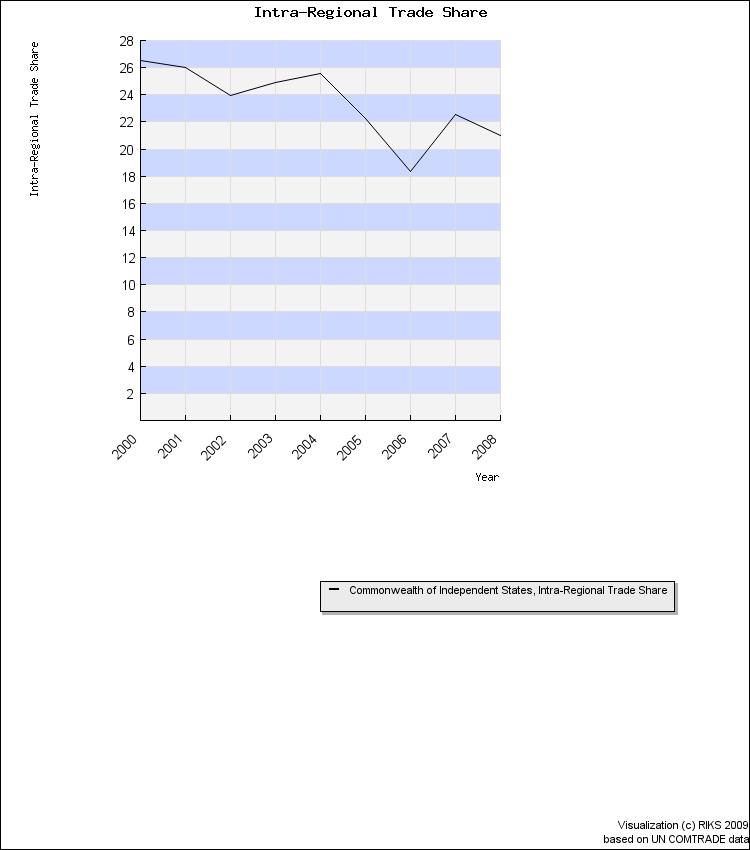 Intra-Regional Trade Share
Intra-Regional Trade Share
28
26
24
22
20
18
16
14
12
10
8
6
4
2
2000 2001 2002 2003 2004 2005 2006 2007 2008
Year
Commonwealth of Independent States, Intra-Regional Trade Share
Visualization (c) RIKS 2009
based on UN COMTRADE data